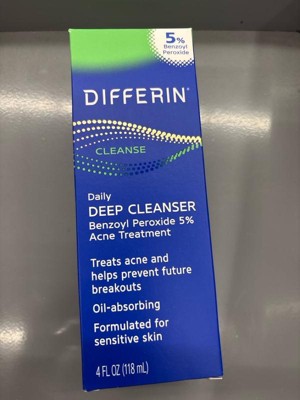 5%
Benzoyl
Peroxide
DIFFERIN®
CLEANSE
Daily
DEEP CLEANSER
Benzoyl Peroxide 5%
Acne Treatment
Treats acne and
helps prevent future
breakouts
Oil-absorbing
Formulated for
sensitive skin
4 FL OZ (118 mL)